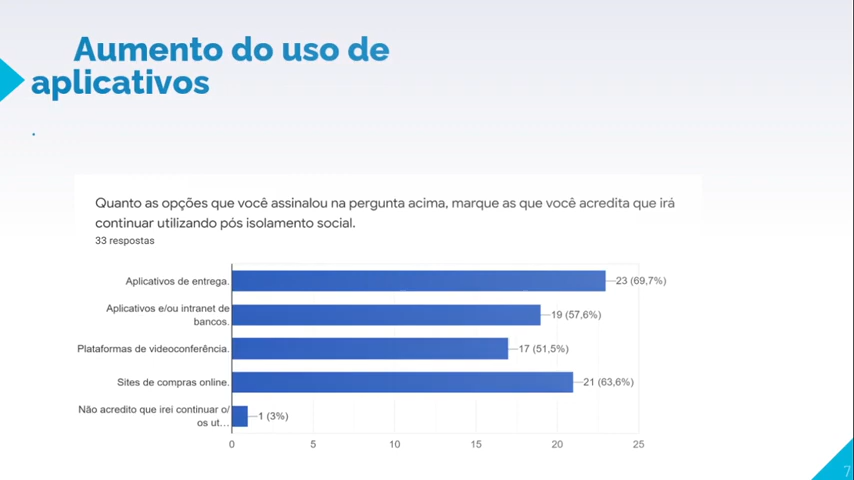 Aumento do uso de
aplicativos
.
Quanto as opções que você assinalou na pergunta acima, marque as que você acredita que irá
continuar utilizando pós isolamento social.
33 respostas
Aplicativos de entrega.
23 (69,7%)
Aplicativos e/ou intranet de
bancos.
19 (57,6%)
Plataformas de videoconferência.
17 (51,5%)
Sites de compras online.
21 (63,6%)
Não acredito que irei continuar o/
os ut…
1 (3%)
0 5 10 15 20 25
7